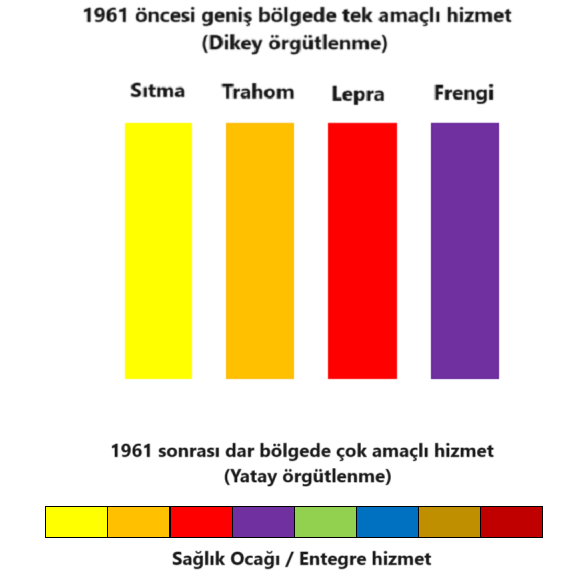 1961 öncesi geniş bölgede tek amaçlı hizmet
(Dikey örgütlenme)
Sıtma Trahom Lepra Frengi
1961 sonrası dar bölgede çok amaçlı hizmet
(Yatay örgütlenme)
Sağlık Ocağı / Entegre hizmet